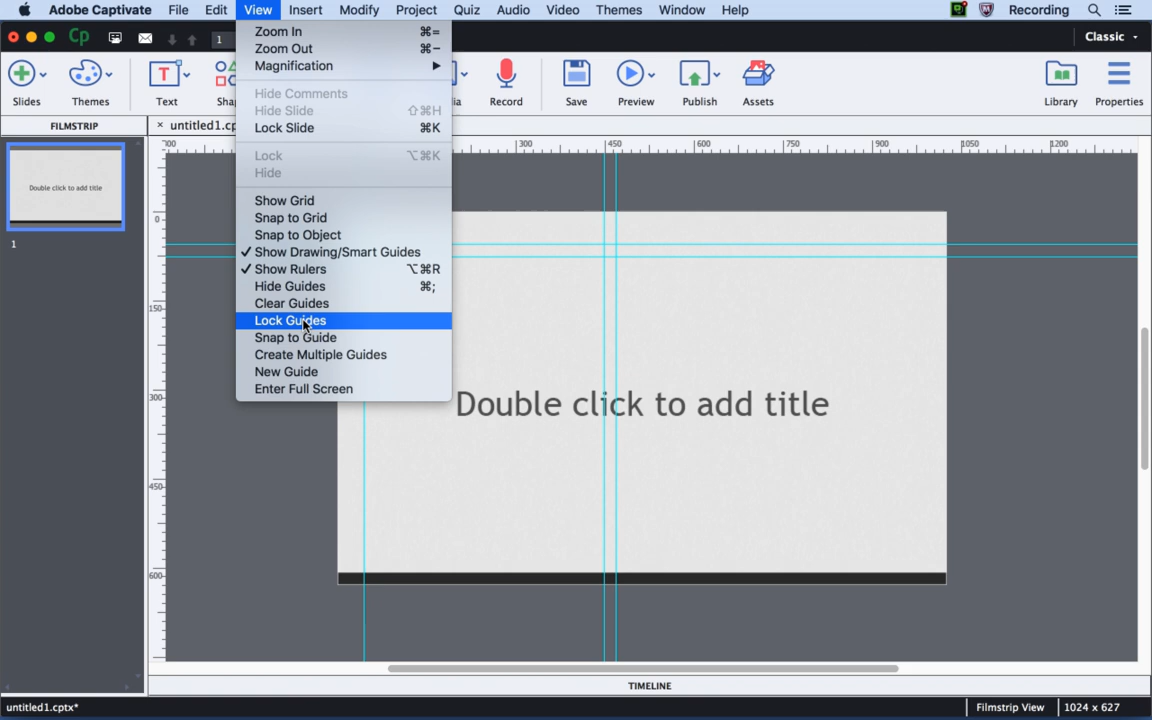 Adobe Captivate File Edit View Insert Modify Project Quiz Audio Video Themes Window Help Recording
Cp 1 Classic
Slides Themes Text Record Save Preview Publish Assets Library Properties
FILMSTRIP × untitled1.cp
Zoom In ⌘=
Zoom Out ⌘−
Magnification ▶
Hide Comments
Hide Slide ⇧⌘H
Lock Slide ⌘K
Lock ⌥⌘K
Hide
Show Grid
Snap to Grid
Snap to Object
✓ Show Drawing/Smart Guides
✓ Show Rulers ⌥⌘R
Hide Guides ⌘;
Clear Guides
Lock Guides
Snap to Guide
Create Multiple Guides
New Guide
Enter Full Screen
300 450 600 750 900 1050 1200
0
150
300
450
600
Double click to add title
1
Double click to add title
TIMELINE
untitled1.cptx* Filmstrip View 1024 x 627